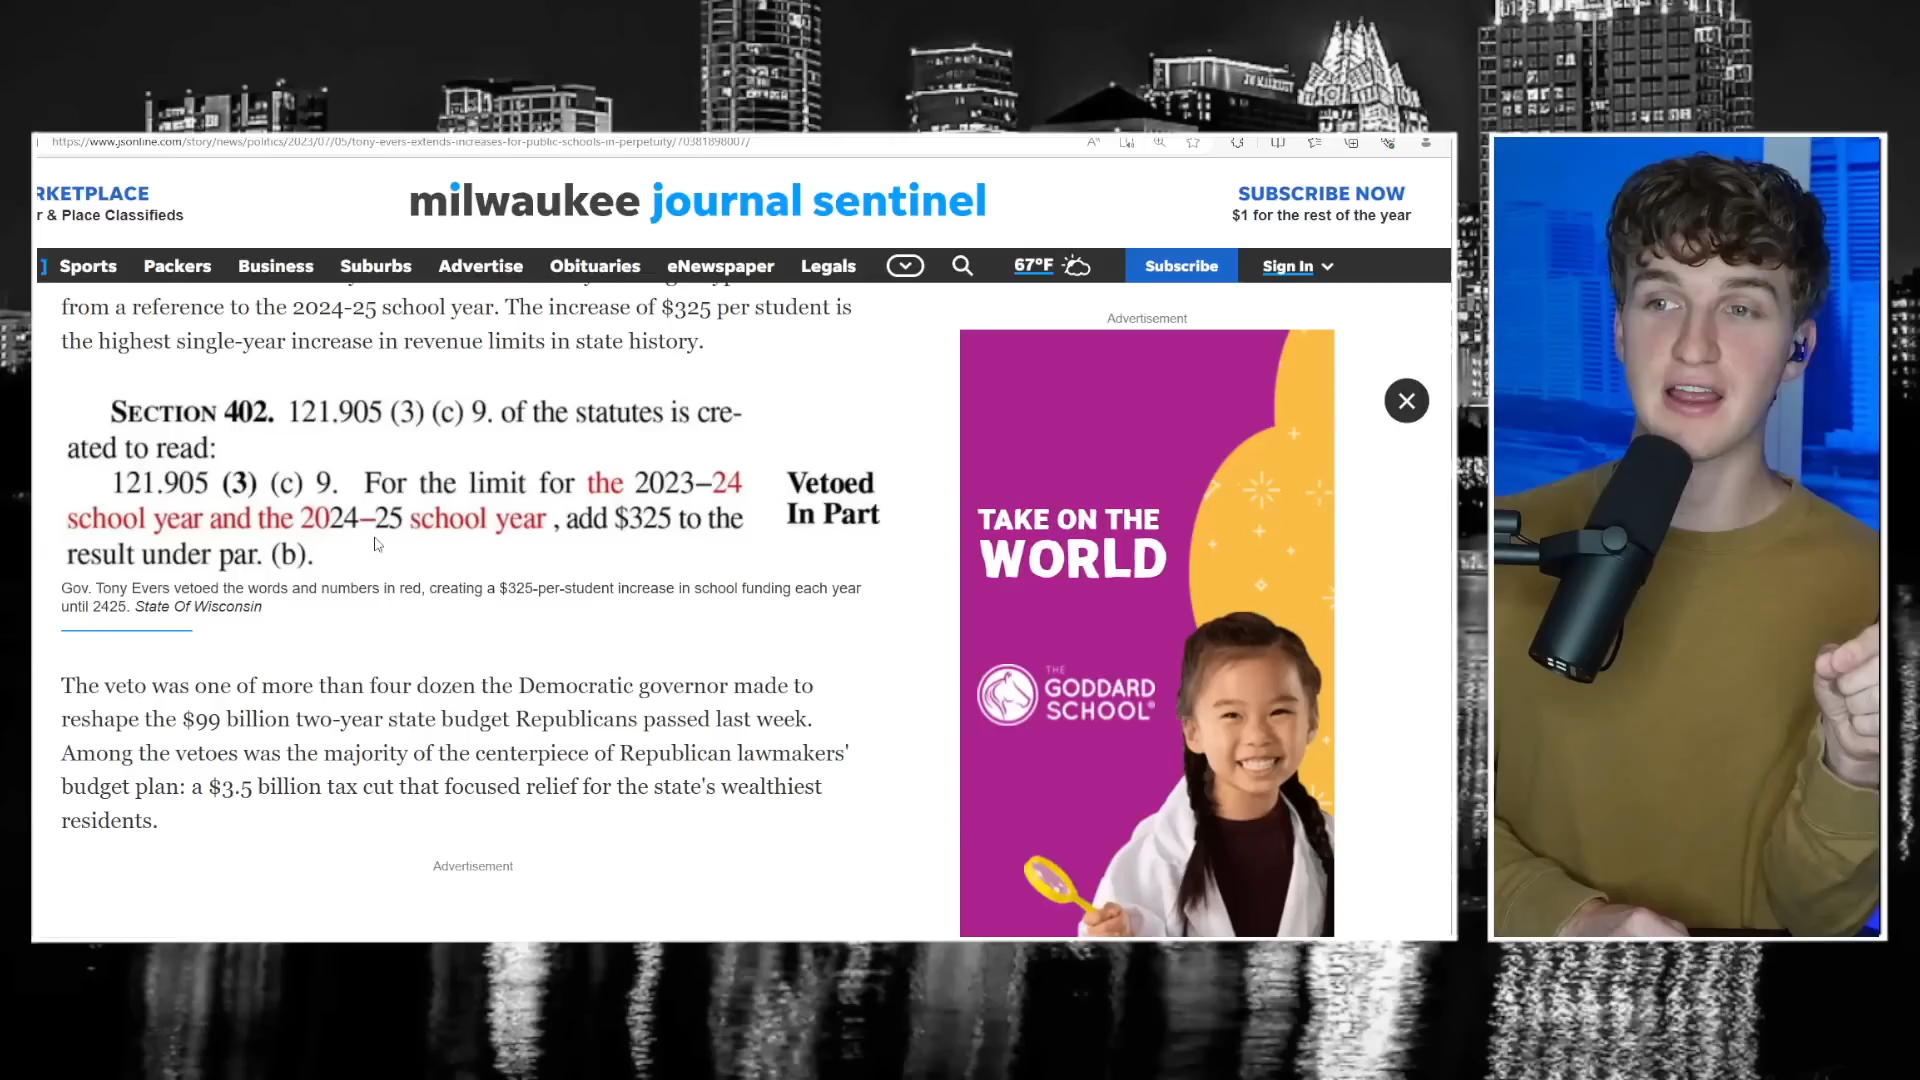 https://www.jsonline.com/story/news/politics/2023/07/05/tony-evers-extends-increases-for-public-schools-in-perpetuity/70381898007/
RKETPLACE
r & Place Classifieds
milwaukee journal sentinel
SUBSCRIBE NOW
$1 for the rest of the year
Sports Packers Business Suburbs Advertise Obituaries eNewspaper Legals 67°F Subscribe Sign In
from a reference to the 2024-25 school year. The increase of $325 per student is
the highest single-year increase in revenue limits in state history.
SECTION 402. 121.905 (3) (c) 9. of the statutes is cre-
ated to read:
121.905 (3) (c) 9. For the limit for the 2023–24
school year and the 2024–25 school year , add $325 to the
result under par. (b).
Vetoed
In Part
Gov. Tony Evers vetoed the words and numbers in red, creating a $325-per-student increase in school funding each year
until 2425. State Of Wisconsin
The veto was one of more than four dozen the Democratic governor made to
reshape the $99 billion two-year state budget Republicans passed last week.
Among the vetoes was the majority of the centerpiece of Republican lawmakers'
budget plan: a $3.5 billion tax cut that focused relief for the state's wealthiest
residents.
Advertisement
Advertisement
TAKE ON THE
WORLD
THE
GODDARD
SCHOOL®